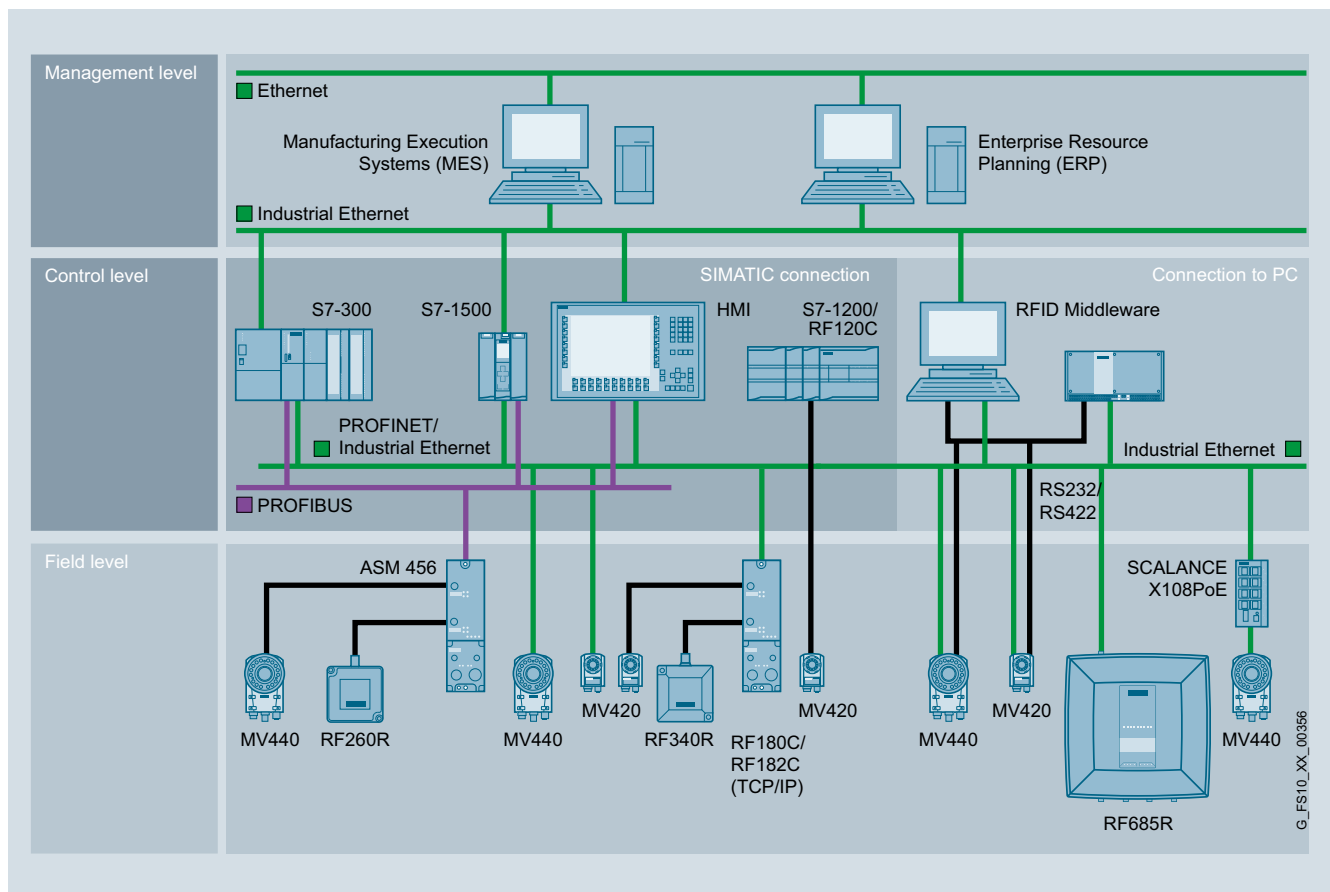 Management level
Ethernet
Manufacturing Execution
Systems (MES)
Enterprise Resource
Planning (ERP)
Industrial Ethernet
Control level
SIMATIC connection
Connection to PC
S7-300
S7-1500
HMI
S7-1200/
RF120C
RFID Middleware
PROFINET/
Industrial Ethernet
Industrial Ethernet
PROFIBUS
RS232/
RS422
Field level
ASM 456
SCALANCE
X108PoE
MV440
RF260R
MV440
MV420
RF340R
RF180C/
RF182C
(TCP/IP)
MV420
MV440
MV420
RF685R
MV440
G_FS10_XX_00356